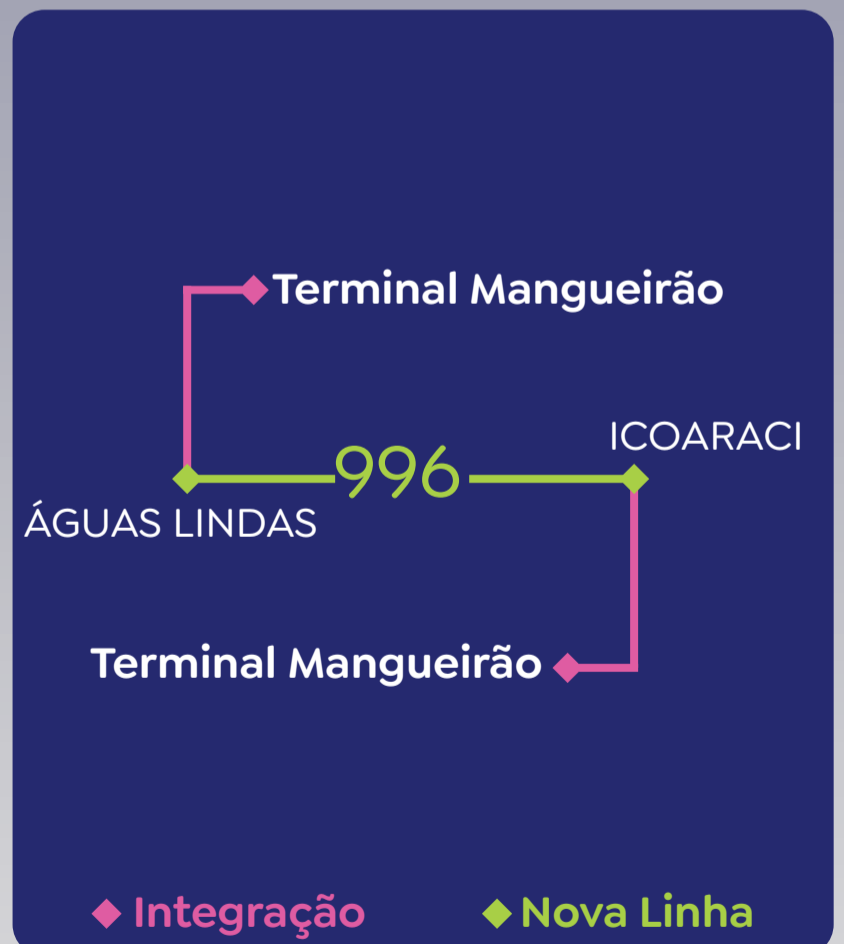 Terminal Mangueirão
ICOARACI
996
ÁGUAS LINDAS
Terminal Mangueirão
Integração
Nova Linha